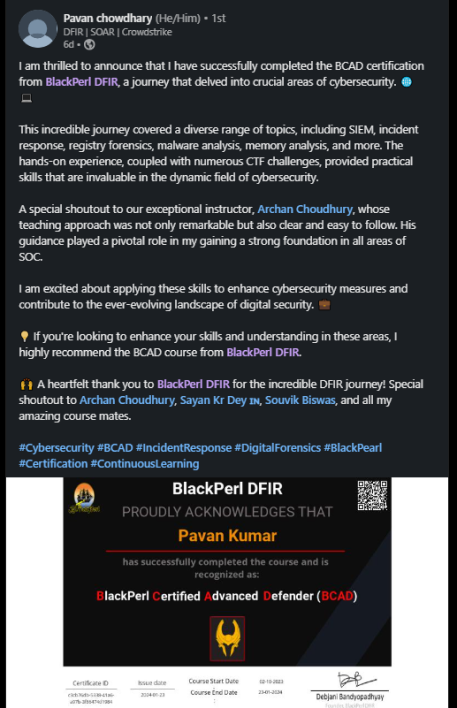 Pavan chowdhary (He/Him) • 1st
DFIR | SOAR | Crowdstrike
6d •
I am thrilled to announce that I have successfully completed the BCAD certification
from BlackPerl DFIR, a journey that delved into crucial areas of cybersecurity. 🌐
💻
This incredible journey covered a diverse range of topics, including SIEM, incident
response, registry forensics, malware analysis, memory analysis, and more. The
hands-on experience, coupled with numerous CTF challenges, provided practical
skills that are invaluable in the dynamic field of cybersecurity.
A special shoutout to our exceptional instructor, Archan Choudhury, whose
teaching approach was not only remarkable but also clear and easy to follow. His
guidance played a pivotal role in my gaining a strong foundation in all areas of
SOC.
I am excited about applying these skills to enhance cybersecurity measures and
contribute to the ever-evolving landscape of digital security. 💼
💡 If you're looking to enhance your skills and understanding in these areas, I
highly recommend the BCAD course from BlackPerl DFIR.
🙌 A heartfelt thank you to BlackPerl DFIR for the incredible DFIR journey! Special
shoutout to Archan Choudhury, Sayan Kr Dey IN, Souvik Biswas, and all my
amazing course mates.
#Cybersecurity #BCAD #IncidentResponse #DigitalForensics #BlackPearl
#Certification #ContinuousLearning
BlackPerl DFIR
PROUDLY ACKNOWLEDGES THAT
Pavan Kumar
has successfully completed the course and is
recognized as:
BlackPerl Certified Advanced Defender (BCAD)
Certificate ID
Issue date
2024-01-23
Course Start Date
Course End Date
23-01-2024
Debjani Bandyopadhyay